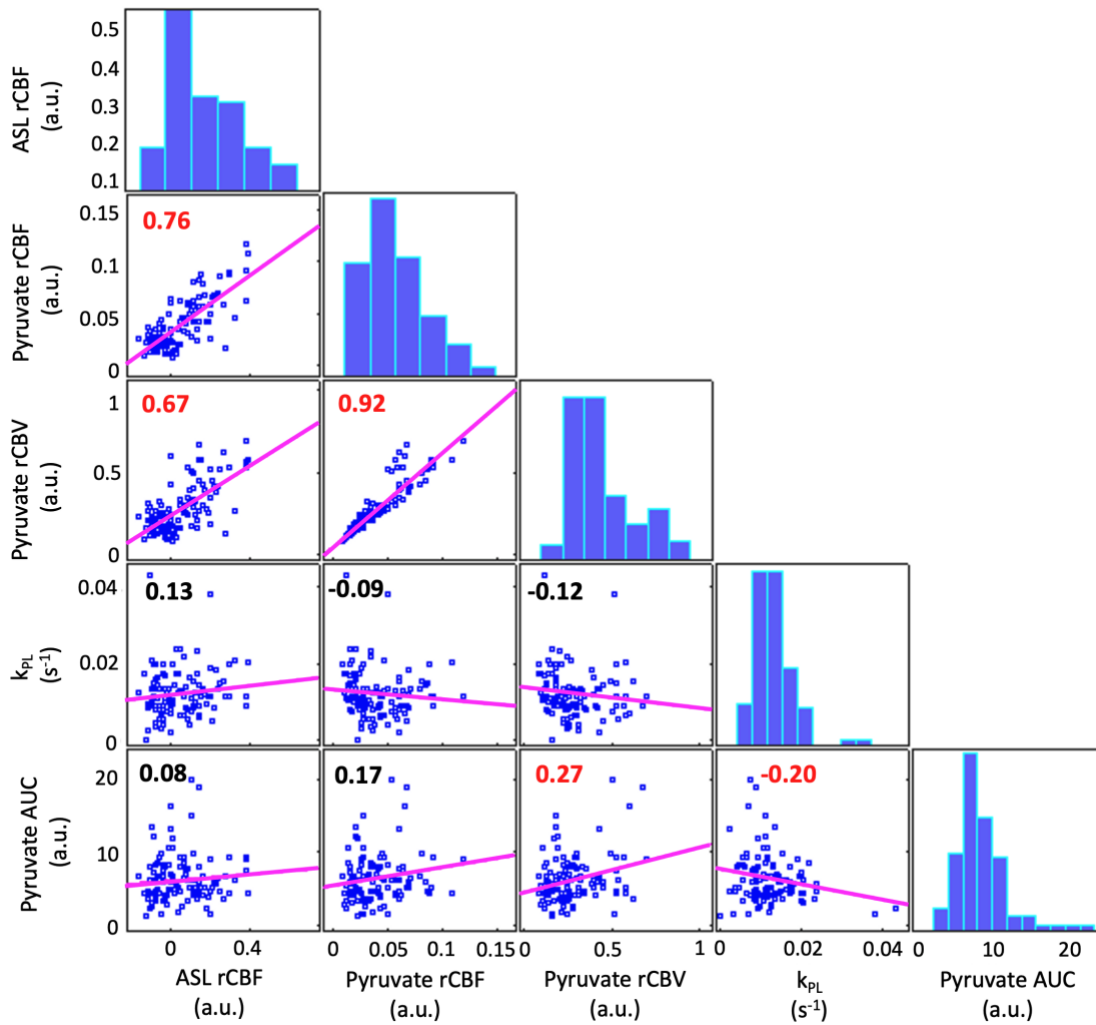 ASL rCBF
(a.u.)
0.5
0.4
0.3
0.2
0.1
Pyruvate rCBF
(a.u.)
0.15
0.1
0.05
0
0.76
Pyruvate rCBV
(a.u.)
1
0.5
0
0.67
0.92
kPL
(s-1)
0.04
0.02
0
0.13
-0.09
-0.12
Pyruvate AUC
(a.u.)
20
10
0
0.08
0.17
0.27
-0.20
0 0.4
0 0.05 0.15
0 0.5 1
0 0.02 0.04
0 10 20
ASL rCBF
(a.u.)
Pyruvate rCBF
(a.u.)
Pyruvate rCBV
(a.u.)
kPL
(s-1)
Pyruvate AUC
(a.u.)